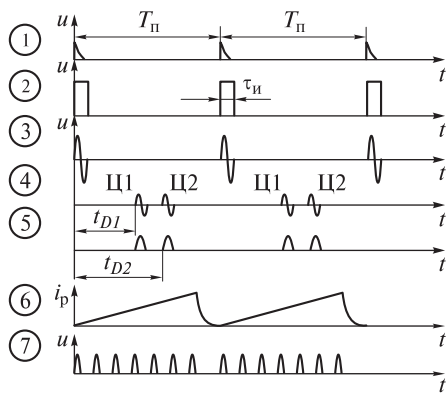 u T_п T_п
1 t
u
2 τ_и t
u
3 t
4 Ц1 Ц2 Ц1 Ц2
t
5 t_D1
t
t_D2
6 i_р t
7 u t